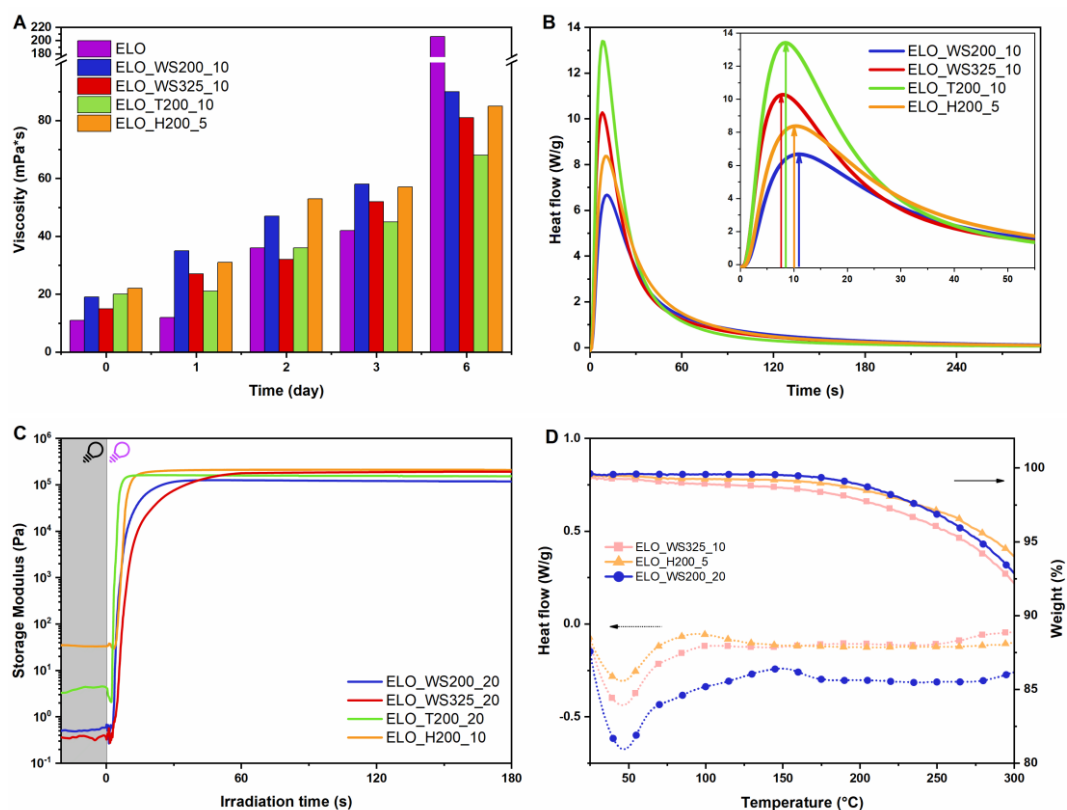 A
220
200
80
60
40
20
0
Viscosity (mPa*s)
ELO
ELO_WS200_10
ELO_WS325_10
ELO_T200_10
ELO_H200_5
0 1 2 3 6
Time (day)
B
14
12
10
8
6
4
2
0
Heat flow (W/g)
14
12
10
8
6
4
2
0
0 10 20 30 40 50
ELO_WS200_10
ELO_WS325_10
ELO_T200_10
ELO_H200_5
0 60 120 180 240
Time (s)
C
10^6
10^5
10^4
10^3
10^2
10^1
10^0
10^-1
Storage Modulus (Pa)
ELO_WS200_20
ELO_WS325_20
ELO_T200_20
ELO_H200_10
0 60 120 180
Irradiation time (s)
D
1.0
0.5
0.0
-0.5
Heat flow (W/g)
ELO_WS325_10
ELO_H200_5
ELO_WS200_20
100
95
90
85
80
Weight (%)
50 100 150 200 250 300
Temperature (°C)